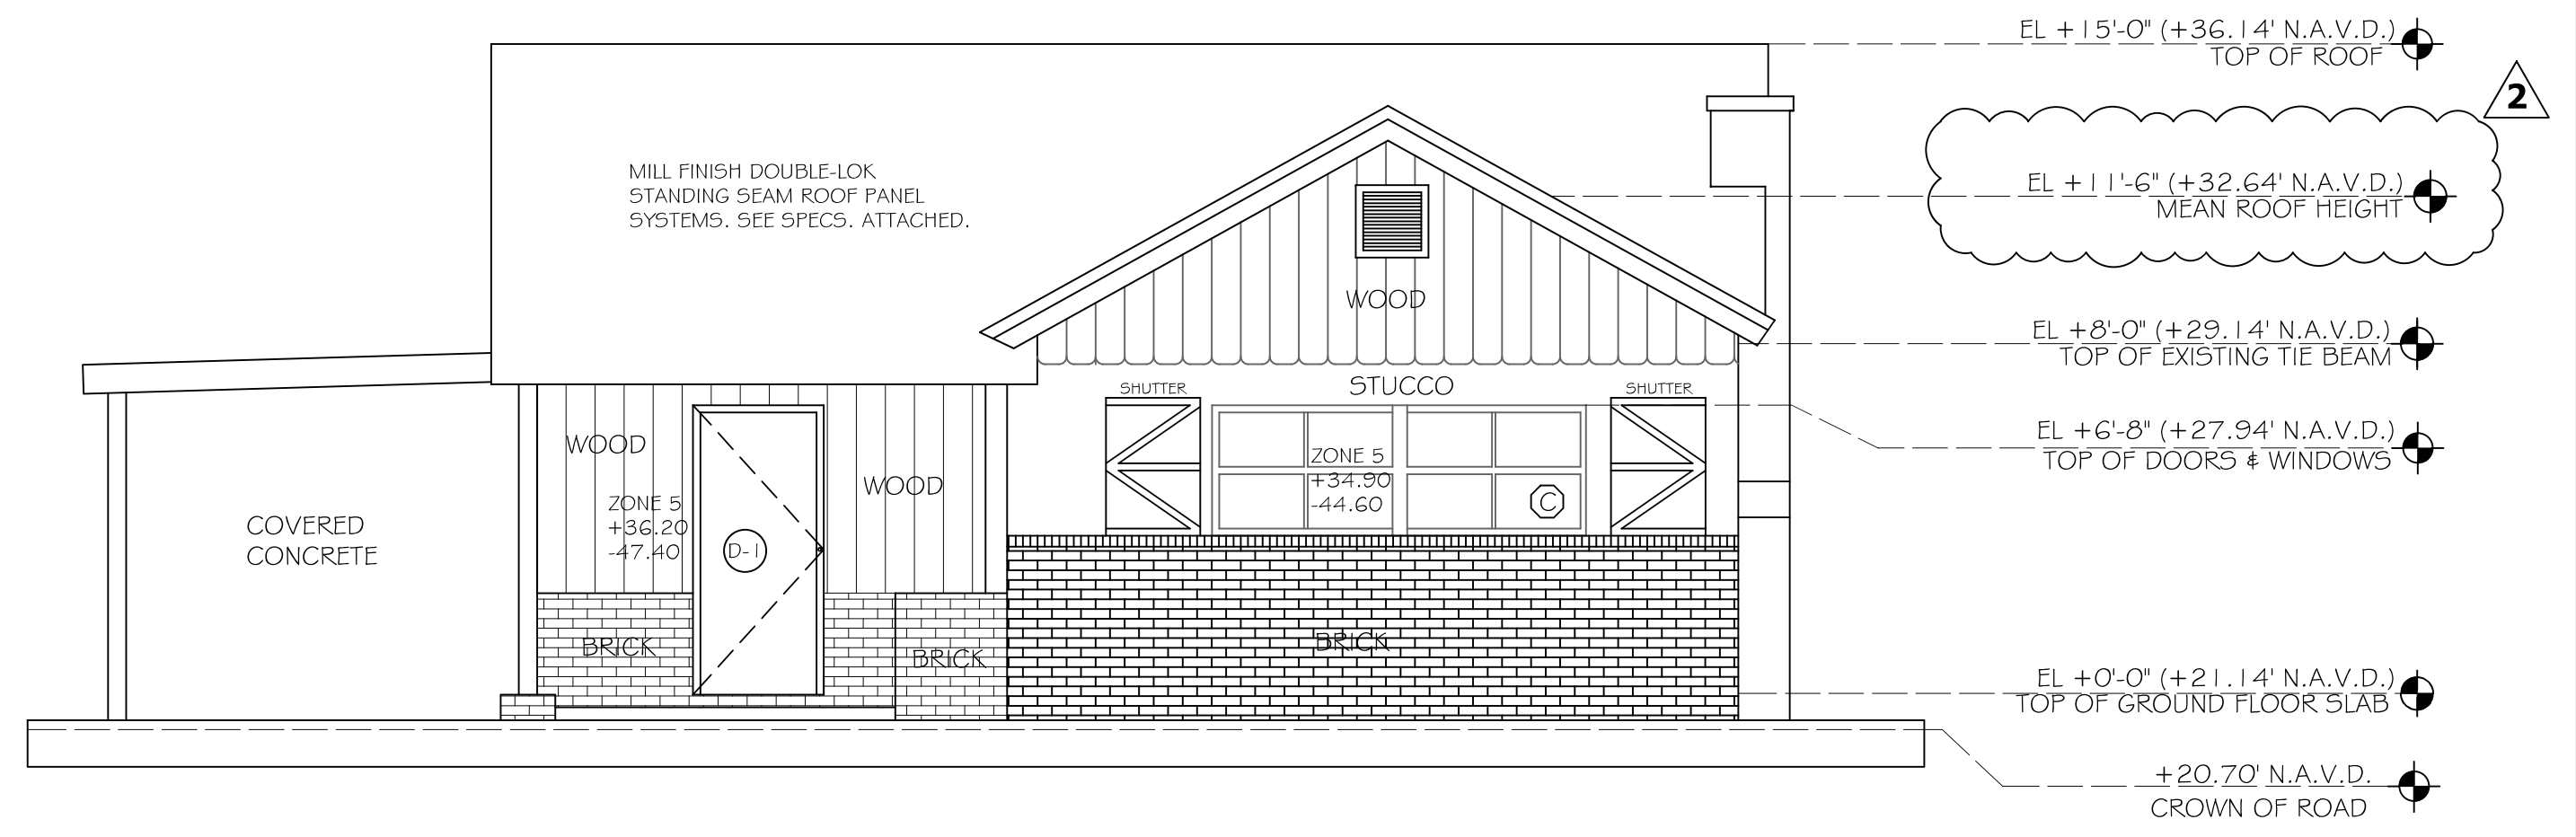 EL +15'-0" (+36.14' N.A.V.D.)
TOP OF ROOF
2
MILL FINISH DOUBLE-LOK
STANDING SEAM ROOF PANEL
SYSTEMS. SEE SPECS. ATTACHED.
EL +11'-6" (+32.64' N.A.V.D.)
MEAN ROOF HEIGHT
WOOD
EL +8'-0" (+29.14' N.A.V.D.)
TOP OF EXISTING TIE BEAM
SHUTTER
STUCCO
SHUTTER
WOOD
WOOD
ZONE 5
+34.90
-44.60
C
EL +6'-8" (+27.94' N.A.V.D.)
TOP OF DOORS & WINDOWS
COVERED
CONCRETE
ZONE 5
+36.20
-47.40
D-1
BRICK
BRICK
BRICK
EL +0'-0" (+21.14' N.A.V.D.)
TOP OF GROUND FLOOR SLAB
+20.70' N.A.V.D.
CROWN OF ROAD